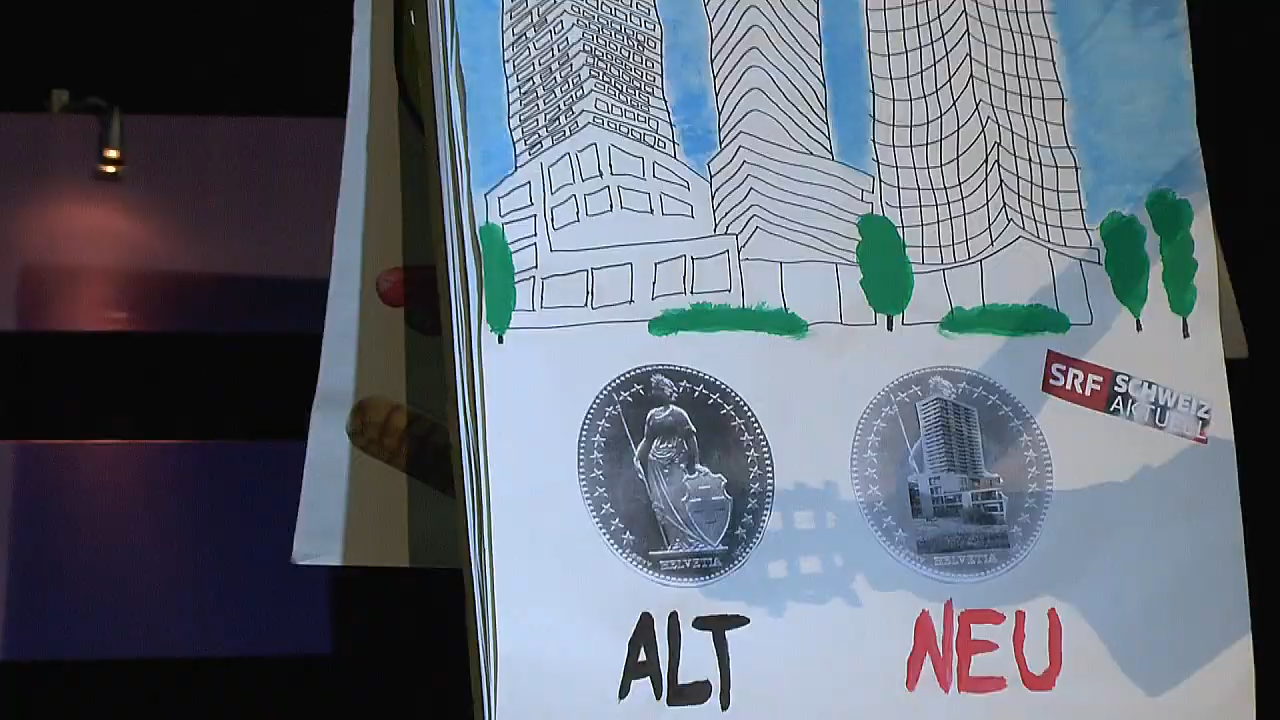 SRF SCHWEIZ
AKTUELL
HELVETIA
HELVETIA
ALT
NEU